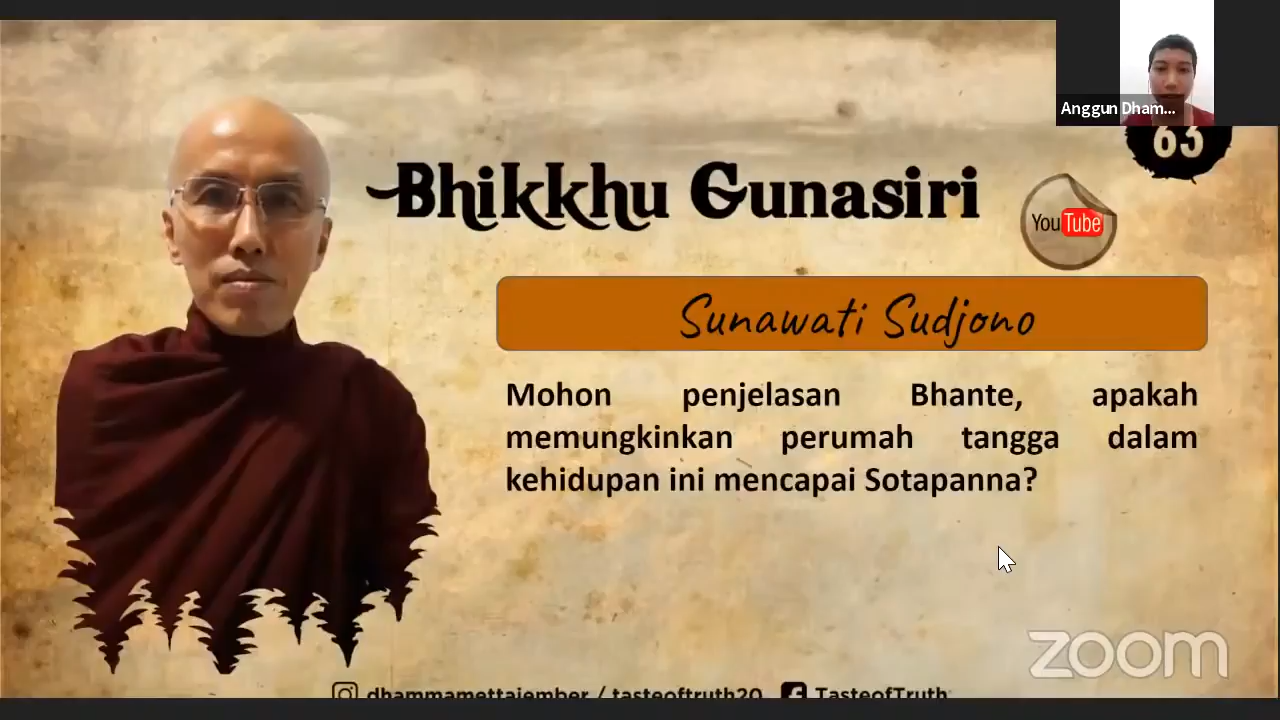 Anggun Dham...
63
Bhikkhu Gunasiri
YouTube
Sunawati Sudjono
Mohon penjelasan Bhante, apakah
memungkinkan perumah tangga dalam
kehidupan ini mencapai Sotapanna?
zoom
dhammamettajember / tasteoftruth20 TasteofTruth